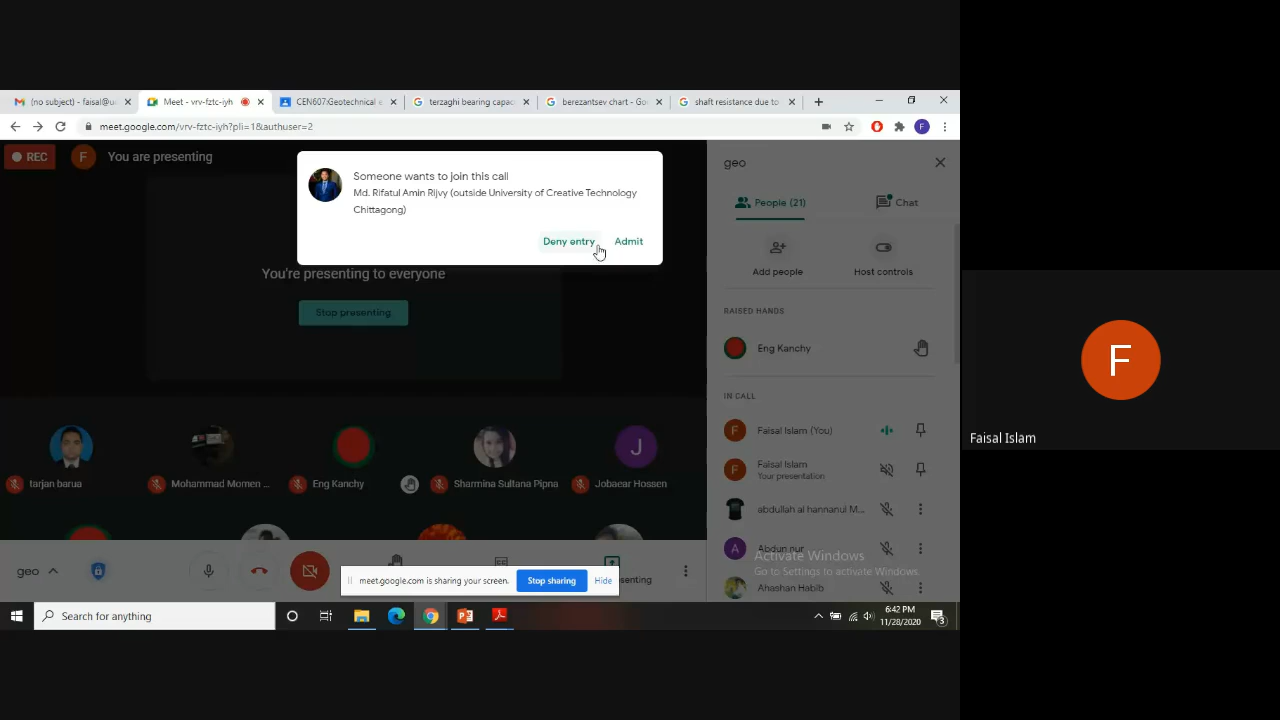 (no subject) - faisal@u
Meet - vrv-fztc-iyh
CEN607:Geotechnical e
terzaghi bearing capac
berezantsev chart - Go
shaft resistance due to
meet.google.com/vrv-fztc-iyh?pli=1&authuser=2
F
REC
F
You are presenting
Someone wants to join this call
Md. Rifatul Amin Rijvy (outside University of Creative Technology
Chittagong)
Deny entry
Admit
You're presenting to everyone
Stop presenting
geo
People (21)
Chat
Add people
Host controls
RAISED HANDS
Eng Kanchy
IN CALL
F
Faisal Islam (You)
F
Faisal Islam
Your presentation
abdullah al hannanul M...
A
Abdun nur
Ahashan Habib
Activate Windows
Go to Settings to activate Windows.
J
tarjan barua
Mohammad Momen ...
Eng Kanchy
Sharmina Sultana Pipna
Jobaear Hossen
geo
CC
meet.google.com is sharing your screen.
Stop sharing
Hide
Search for anything
6:42 PM
11/28/2020
3
F
Faisal Islam